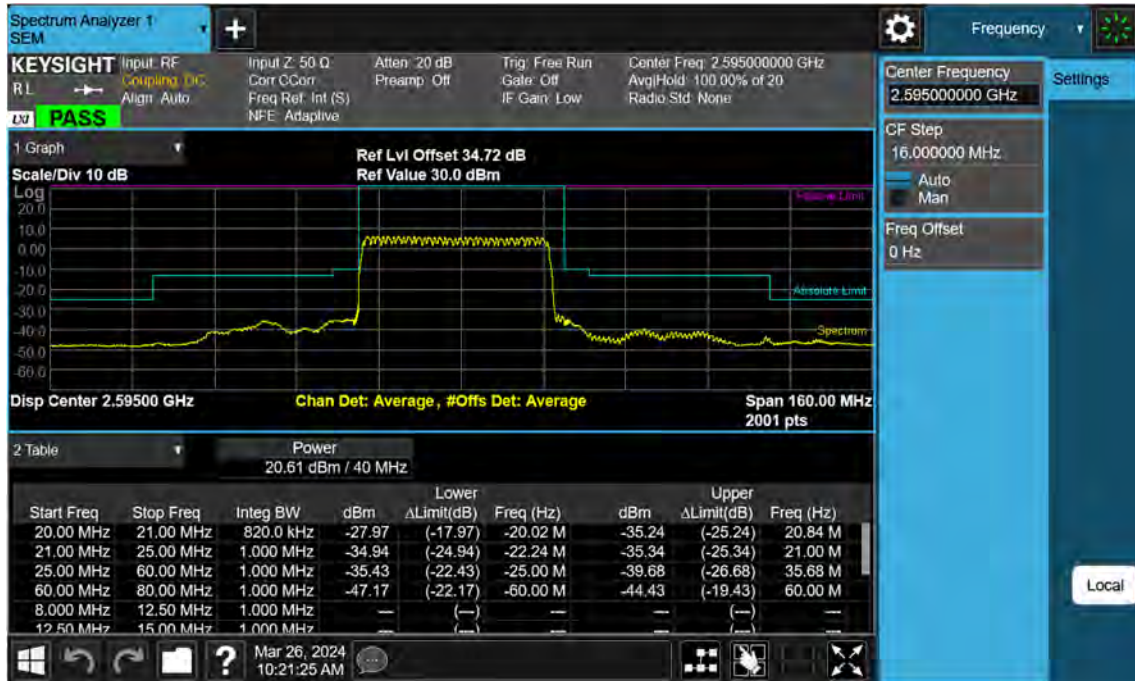 Spectrum Analyzer 1
SEM
Frequency
KEYSIGHT
RL
LXI
PASS
Input: RF
Coupling: DC
Align: Auto
Input Z: 50 Ω
Corr CCorr
Freq Ref: Int (S)
NFE: Adaptive
Atten: 20 dB
Preamp: Off
Trig: Free Run
Gate: Off
IF Gain: Low
Center Freq: 2.595000000 GHz
Avg|Hold: 100.00% of 20
Radio Std: None
Center Frequency
2.595000000 GHz
Settings
CF Step
16.000000 MHz
Auto
Man
Freq Offset
0 Hz
Local
1 Graph
Scale/Div 10 dB
Ref Lvl Offset 34.72 dB
Ref Value 30.0 dBm
Log
20.0
10.0
0.00
-10.0
-20.0
-30.0
-40.0
-50.0
-60.0
Relative Limit
Absolute Limit
Spectrum
Disp Center 2.59500 GHz
Chan Det: Average , #Offs Det: Average
Span 160.00 MHz
2001 pts
2 Table
Power
20.61 dBm / 40 MHz
Lower Upper
Start Freq Stop Freq Integ BW dBm ΔLimit(dB) Freq (Hz) dBm ΔLimit(dB) Freq (Hz)
20.00 MHz 21.00 MHz 820.0 kHz -27.97 (-17.97) -20.02 M -35.24 (-25.24) 20.84 M
21.00 MHz 25.00 MHz 1.000 MHz -34.94 (-24.94) -22.24 M -35.34 (-25.34) 21.00 M
25.00 MHz 60.00 MHz 1.000 MHz -35.43 (-22.43) -25.00 M -39.68 (-26.68) 35.68 M
60.00 MHz 80.00 MHz 1.000 MHz -47.17 (-22.17) -60.00 M -44.43 (-19.43) 60.00 M
8.000 MHz 12.50 MHz 1.000 MHz --- (---) --- --- (---) ---
12.50 MHz 15.00 MHz 1.000 MHz --- (---) --- --- (---) ---
?
Mar 26, 2024
10:21:25 AM